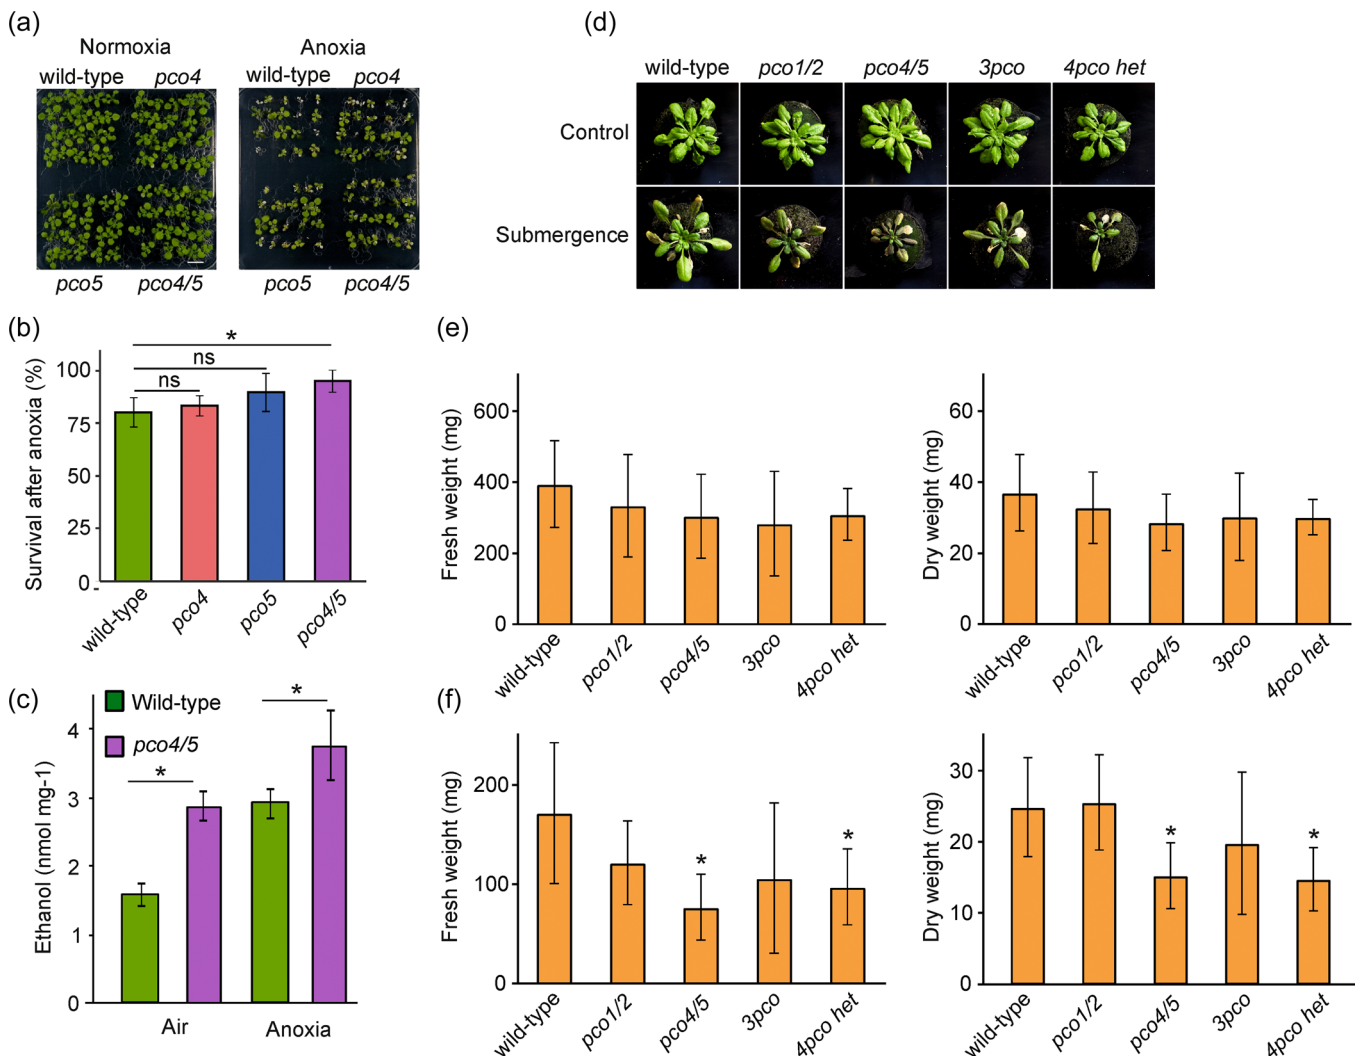 (a)
Normoxia
Anoxia
wild-type pco4
wild-type pco4
pco5 pco4/5
pco5 pco4/5
(d)
wild-type pco1/2 pco4/5 3pco 4pco het
Control
Submergence
(b)
Survival after anoxia (%)
100
75
50
25
0
*
ns
ns
wild-type
pco4
pco5
pco4/5
(c)
Ethanol (nmol mg-1)
4
3
2
1
0
Wild-type
pco4/5
*
*
Air
Anoxia
(e)
Fresh weight (mg)
600
400
200
0
wild-type
pco1/2
pco4/5
3pco
4pco het
Dry weight (mg)
60
40
20
0
wild-type
pco1/2
pco4/5
3pco
4pco het
(f)
Fresh weight (mg)
200
100
0
*
*
wild-type
pco1/2
pco4/5
3pco
4pco het
Dry weight (mg)
30
20
10
0
*
*
wild-type
pco1/2
pco4/5
3pco
4pco het